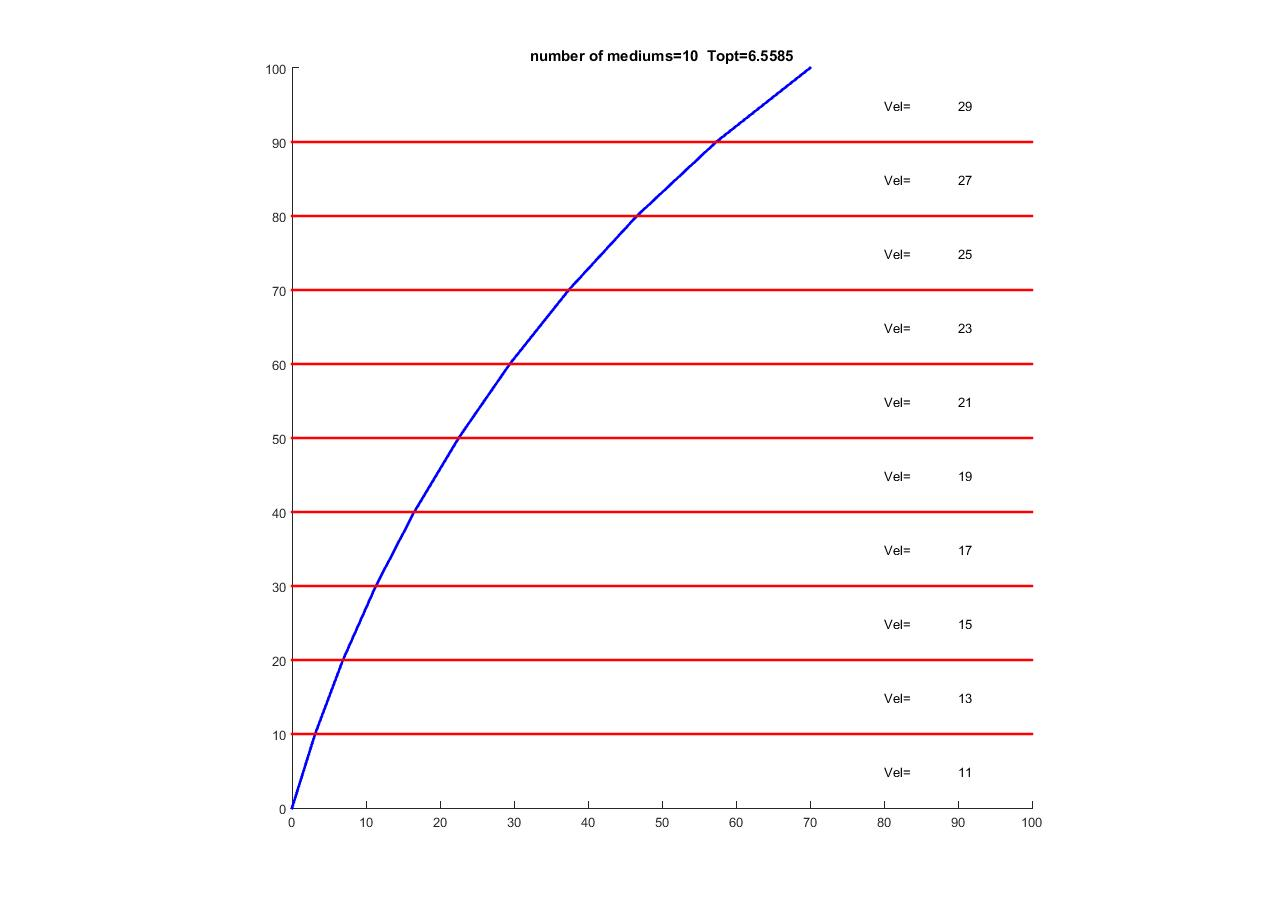 number of mediums=10 Topt=6.5585
100
Vel= 29
90
Vel= 27
80
Vel= 25
70
Vel= 23
60
Vel= 21
50
Vel= 19
40
Vel= 17
30
Vel= 15
20
Vel= 13
10
Vel= 11
0
0 10 20 30 40 50 60 70 80 90 100